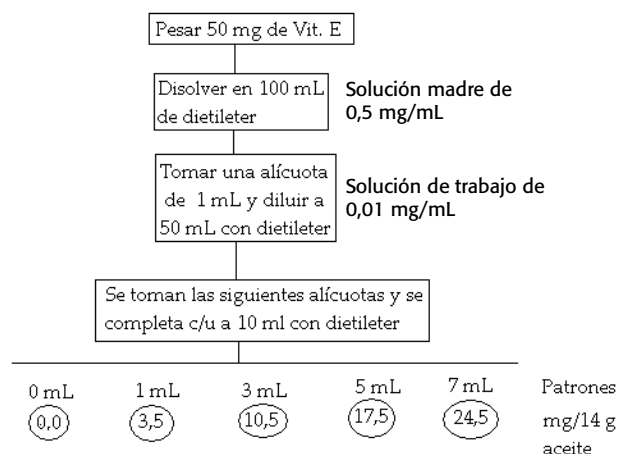 Pesar 50 mg de Vit. E
Disolver en 100 mL
de dietileter
Solución madre de
0,5 mg/mL
Tomar una alícuota
de 1 mL y diluir a
50 mL con dietileter
Solución de trabajo de
0,01 mg/mL
Se toman las siguientes alícuotas y se
completa c/u a 10 ml con dietileter
0 mL 1 mL 3 mL 5 mL 7 mL Patrones
0,0 3,5 10,5 17,5 24,5 mg/14 g
aceite